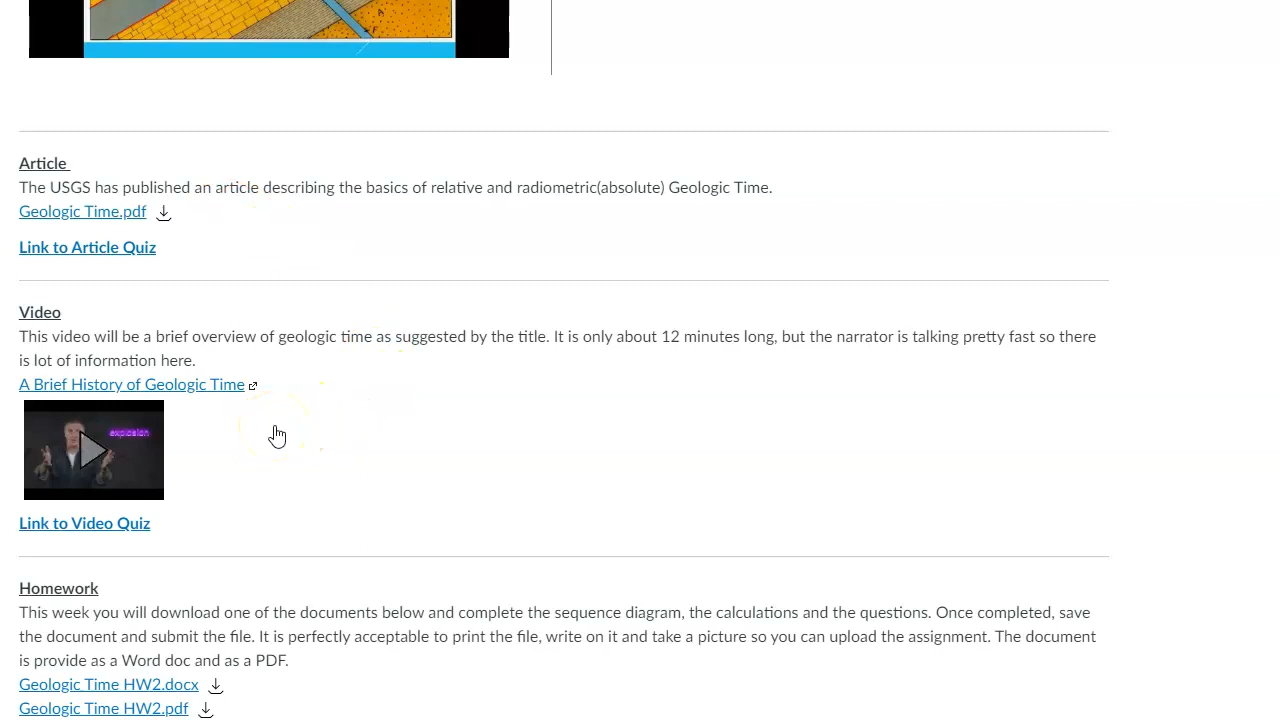 Article
The USGS has published an article describing the basics of relative and radiometric(absolute) Geologic Time.
Geologic Time.pdf
Link to Article Quiz
Video
This video will be a brief overview of geologic time as suggested by the title. It is only about 12 minutes long, but the narrator is talking pretty fast so there
is lot of information here.
A Brief History of Geologic Time
explosion
Link to Video Quiz
Homework
This week you will download one of the documents below and complete the sequence diagram, the calculations and the questions. Once completed, save
the document and submit the file. It is perfectly acceptable to print the file, write on it and take a picture so you can upload the assignment. The document
is provide as a Word doc and as a PDF.
Geologic Time HW2.docx
Geologic Time HW2.pdf